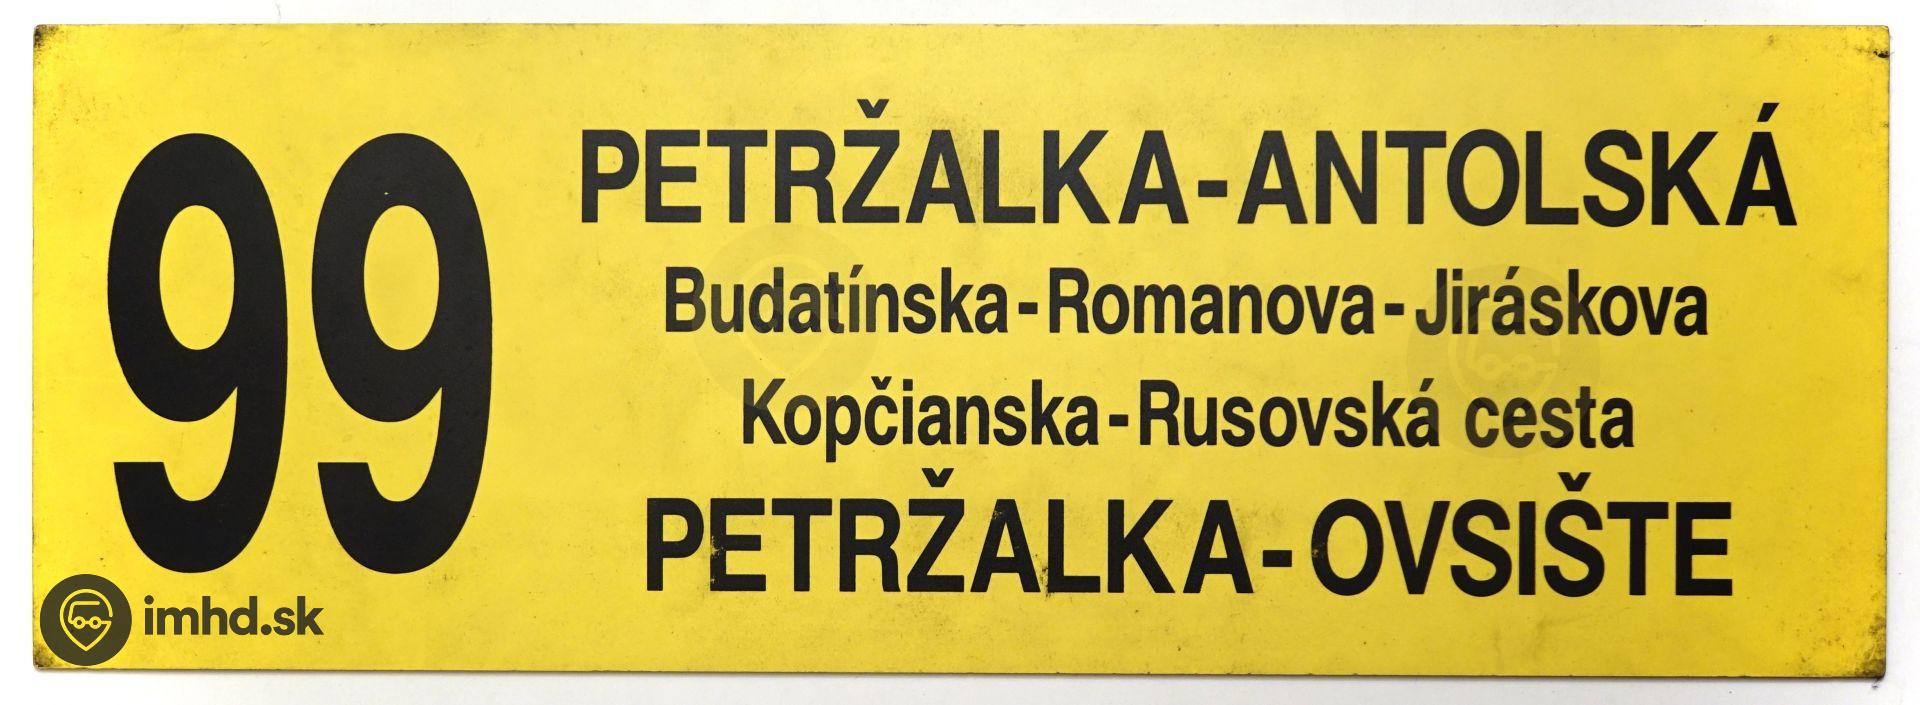 99
PETRŽALKA-ANTOLSKÁ
Budatínska-Romanova-Jiráskova
Kopčianska-Rusovská cesta
PETRŽALKA-OVSIŠTE
imhd.sk